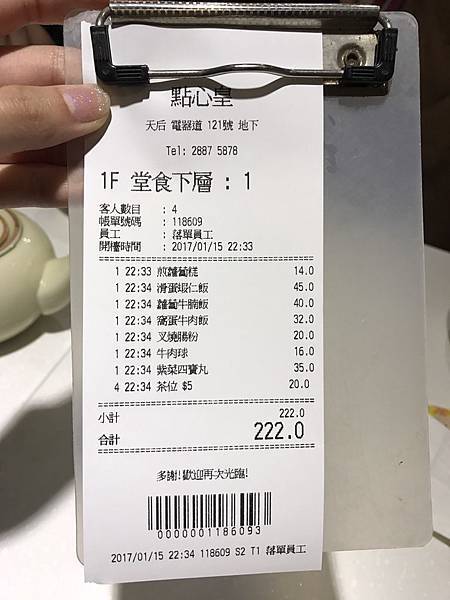 點心皇
天后 電器道 121號 地下
Tel: 2887 5878
1F 堂食下層 : 1
客人數目 : 4
帳單號碼 : 118609
員工 : 落單員工
開檯時間 : 2017/01/15 22:33
1 22:33 煎蘿蔔糕 14.0
1 22:34 滑蛋蝦仁飯 45.0
1 22:34 蘿蔔牛腩飯 40.0
1 22:34 窩蛋牛肉飯 32.0
1 22:34 叉燒腸粉 20.0
1 22:34 牛肉球 16.0
1 22:34 紫菜四寶丸 35.0
4 22:34 茶位 $5 20.0
小計 222.0
合計 222.0
多謝!歡迎再次光臨!
0000001186093
2017/01/15 22:34 118609 S2 T1 落單員工